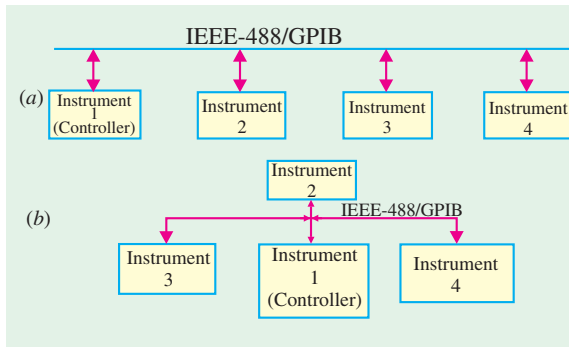 IEEE-488/GPIB
(a)
Instrument
1
(Controller)
Instrument
2
Instrument
3
Instrument
4
Instrument
2
(b)
IEEE-488/GPIB
Instrument
3
Instrument
1
(Controller)
Instrument
4